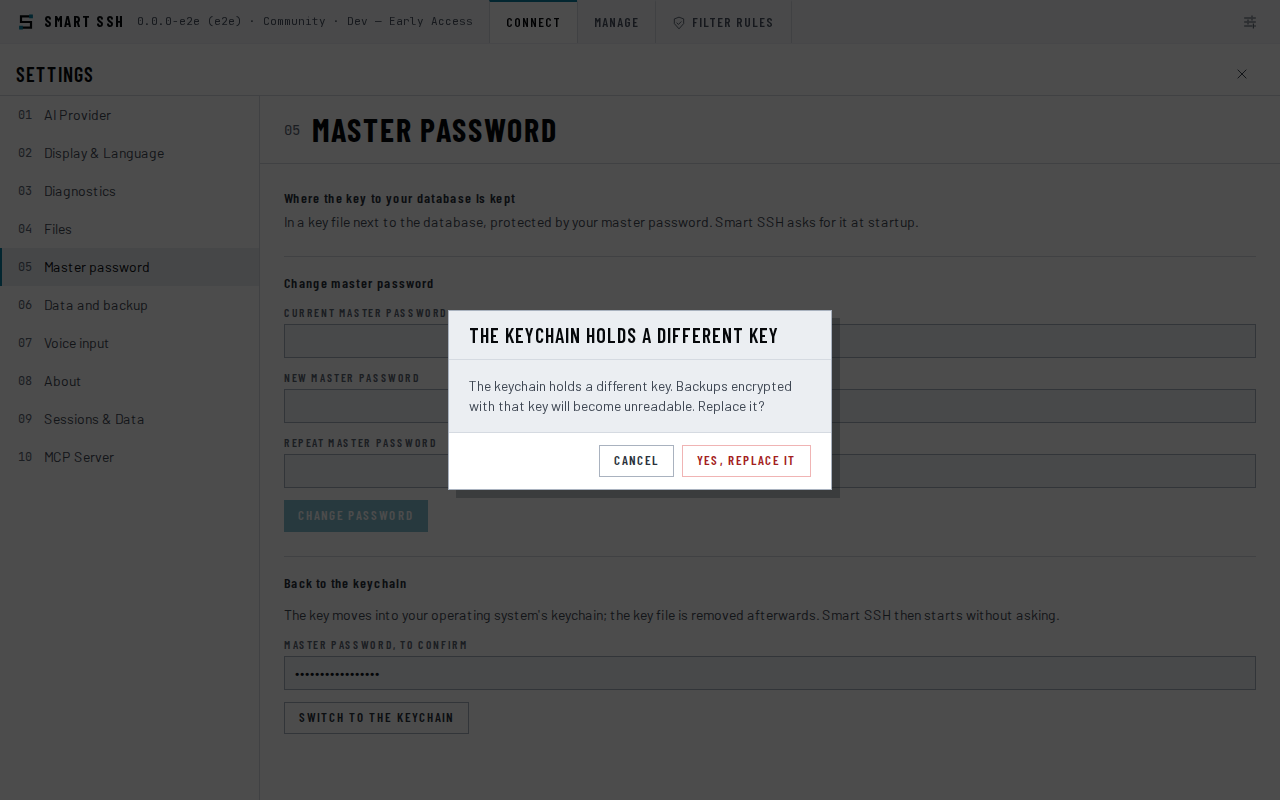 SMART SSH 0.0.0-e2e (e2e) · Community · Dev — Early Access CONNECT MANAGE FILTER RULES
SETTINGS
01 AI Provider
02 Display & Language
03 Diagnostics
04 Files
05 Master password
06 Data and backup
07 Voice input
08 About
09 Sessions & Data
10 MCP Server
05 MASTER PASSWORD
Where the key to your database is kept
In a key file next to the database, protected by your master password. Smart SSH asks for it at startup.
Change master password
CURRENT MASTER PASSWORD
NEW MASTER PASSWORD
REPEAT MASTER PASSWORD
CHANGE PASSWORD
Back to the keychain
The key moves into your operating system's keychain; the key file is removed afterwards. Smart SSH then starts without asking.
MASTER PASSWORD, TO CONFIRM
•••••••••••••••••
SWITCH TO THE KEYCHAIN
THE KEYCHAIN HOLDS A DIFFERENT KEY
The keychain holds a different key. Backups encrypted
with that key will become unreadable. Replace it?
CANCEL YES, REPLACE IT